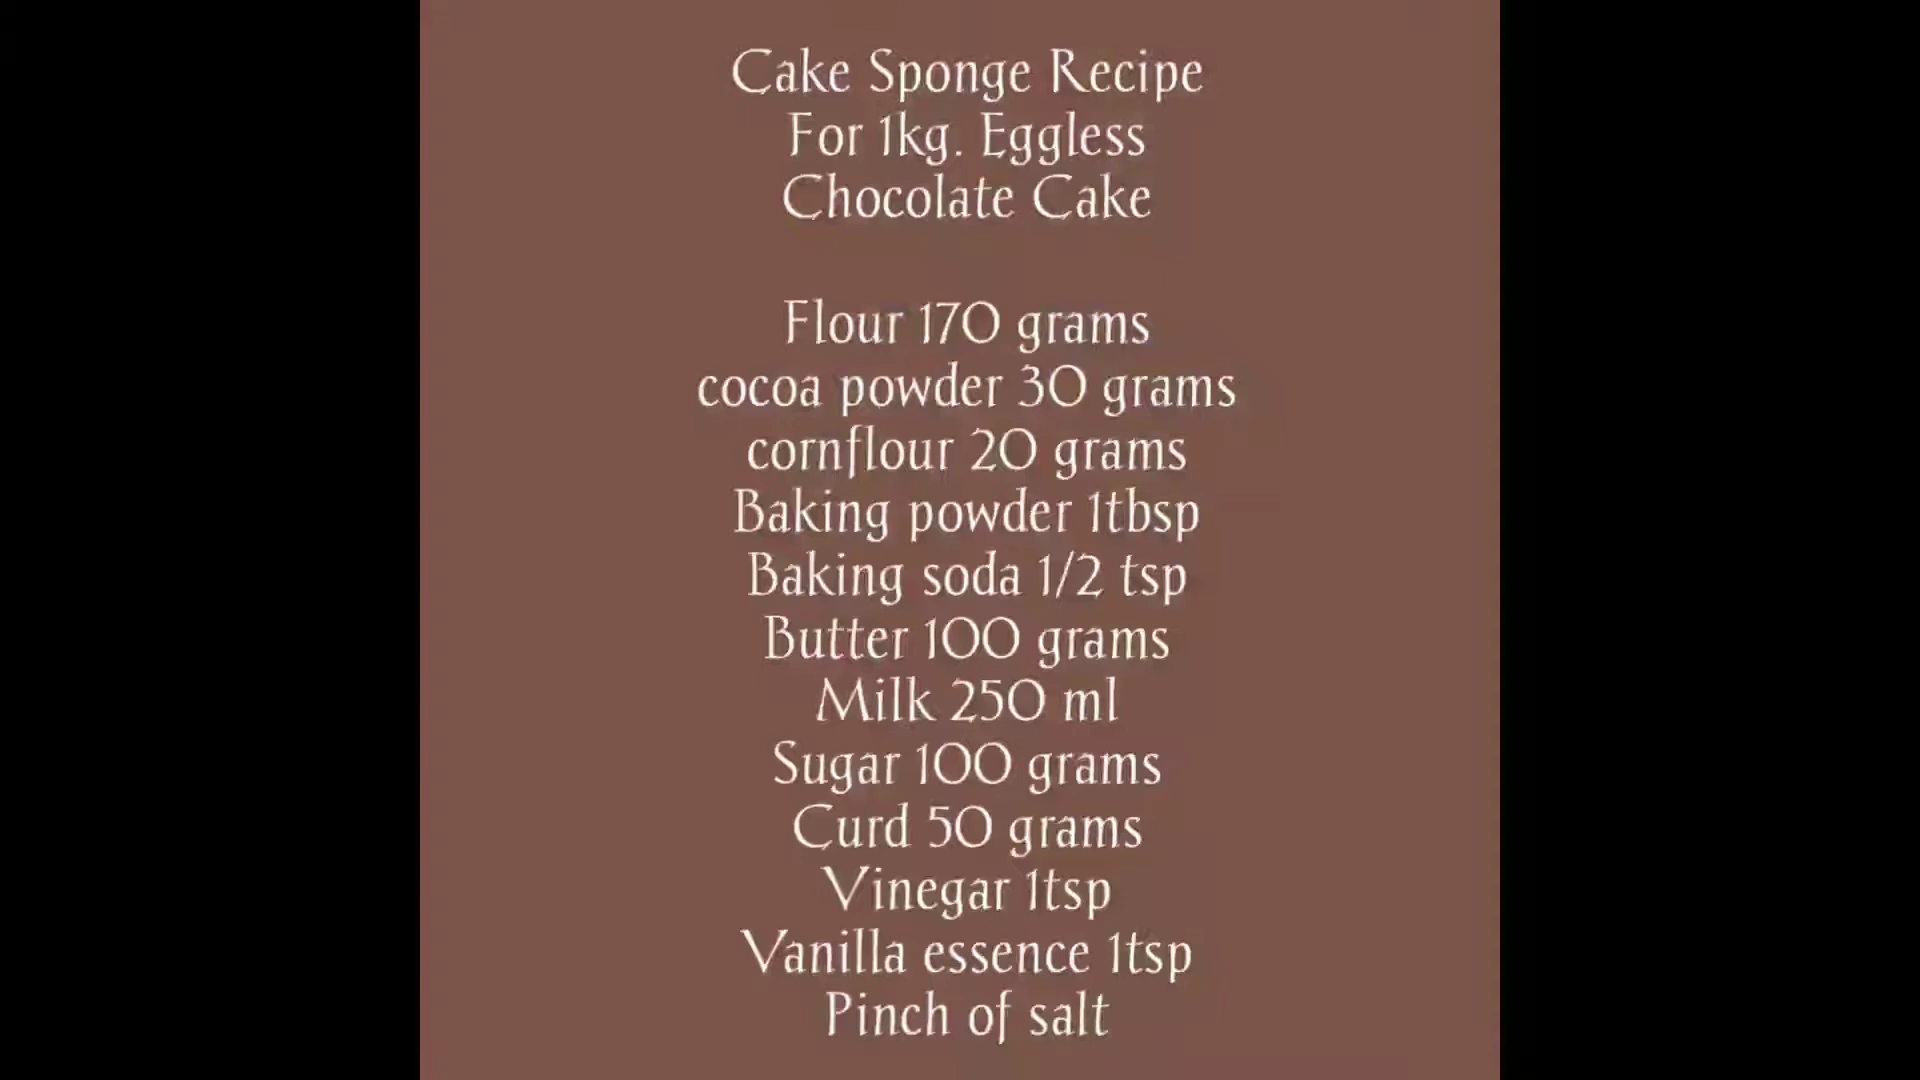 Cake Sponge Recipe
For 1kg. Eggless
Chocolate Cake
Flour 170 grams
cocoa powder 30 grams
cornflour 20 grams
Baking powder 1tbsp
Baking soda 1/2 tsp
Butter 100 grams
Milk 250 ml
Sugar 100 grams
Curd 50 grams
Vinegar 1tsp
Vanilla essence 1tsp
Pinch of salt